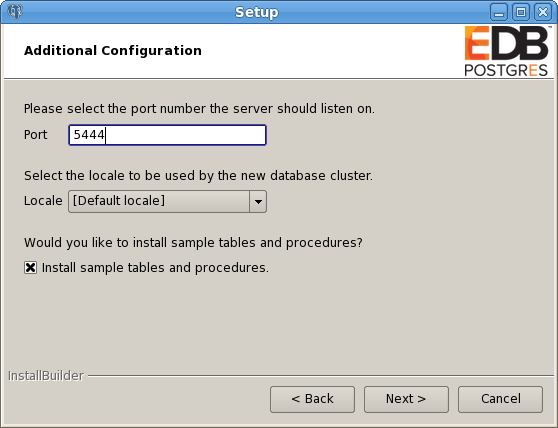 Setup
Additional Configuration
EDB™
POSTGRES
Please select the port number the server should listen on.
Port 5444
Select the locale to be used by the new database cluster.
Locale [Default locale]
Would you like to install sample tables and procedures?
Install sample tables and procedures.
InstallBuilder
< Back Next > Cancel